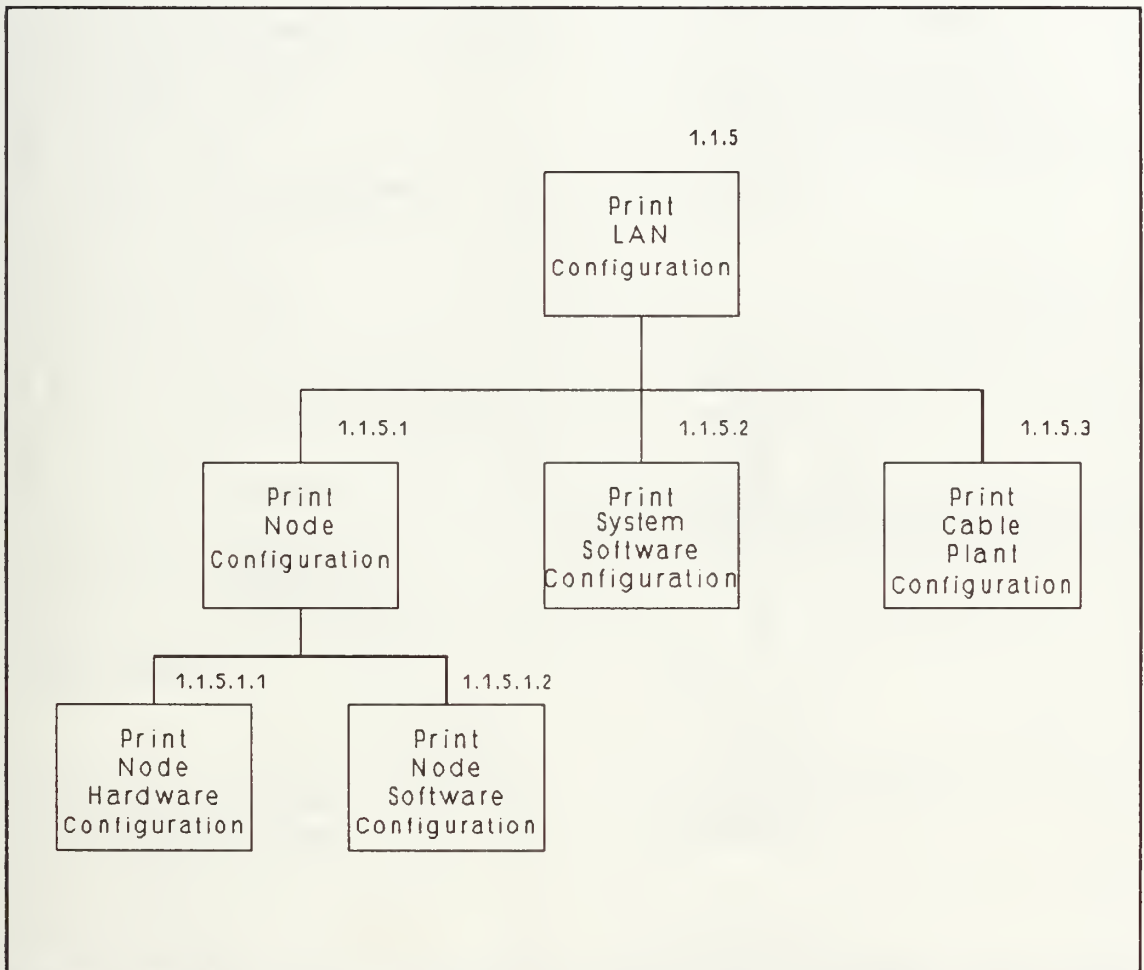 1.1.5
Print
LAN
Configuration
1.1.5.1
Print
Node
Configuration
1.1.5.2
Print
System
Software
Configuration
1.1.5.3
Print
Cable
Plant
Configuration
1.1.5.1.1
Print
Node
Hardware
Configuration
1.1.5.1.2
Print
Node
Software
Configuration